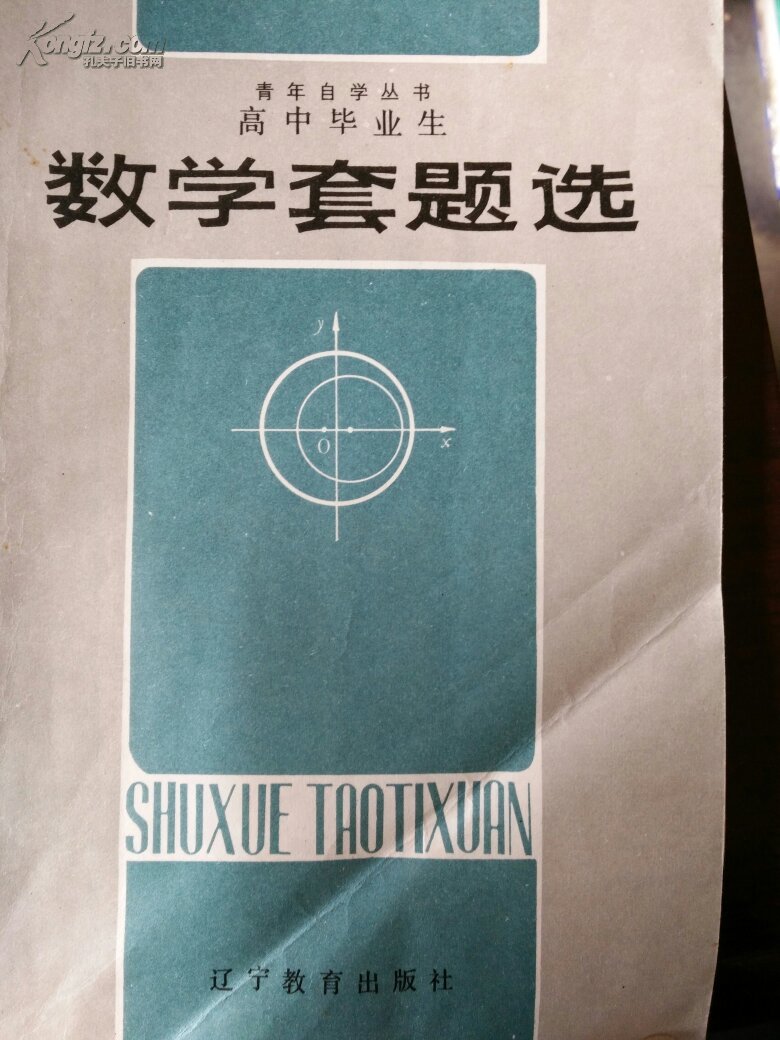 Kongfz.com
孔夫子旧书网
青年自学丛书
高中毕业生
数学套题选
y
O
x
SHUXUE TAOTIXUAN
辽宁教育出版社